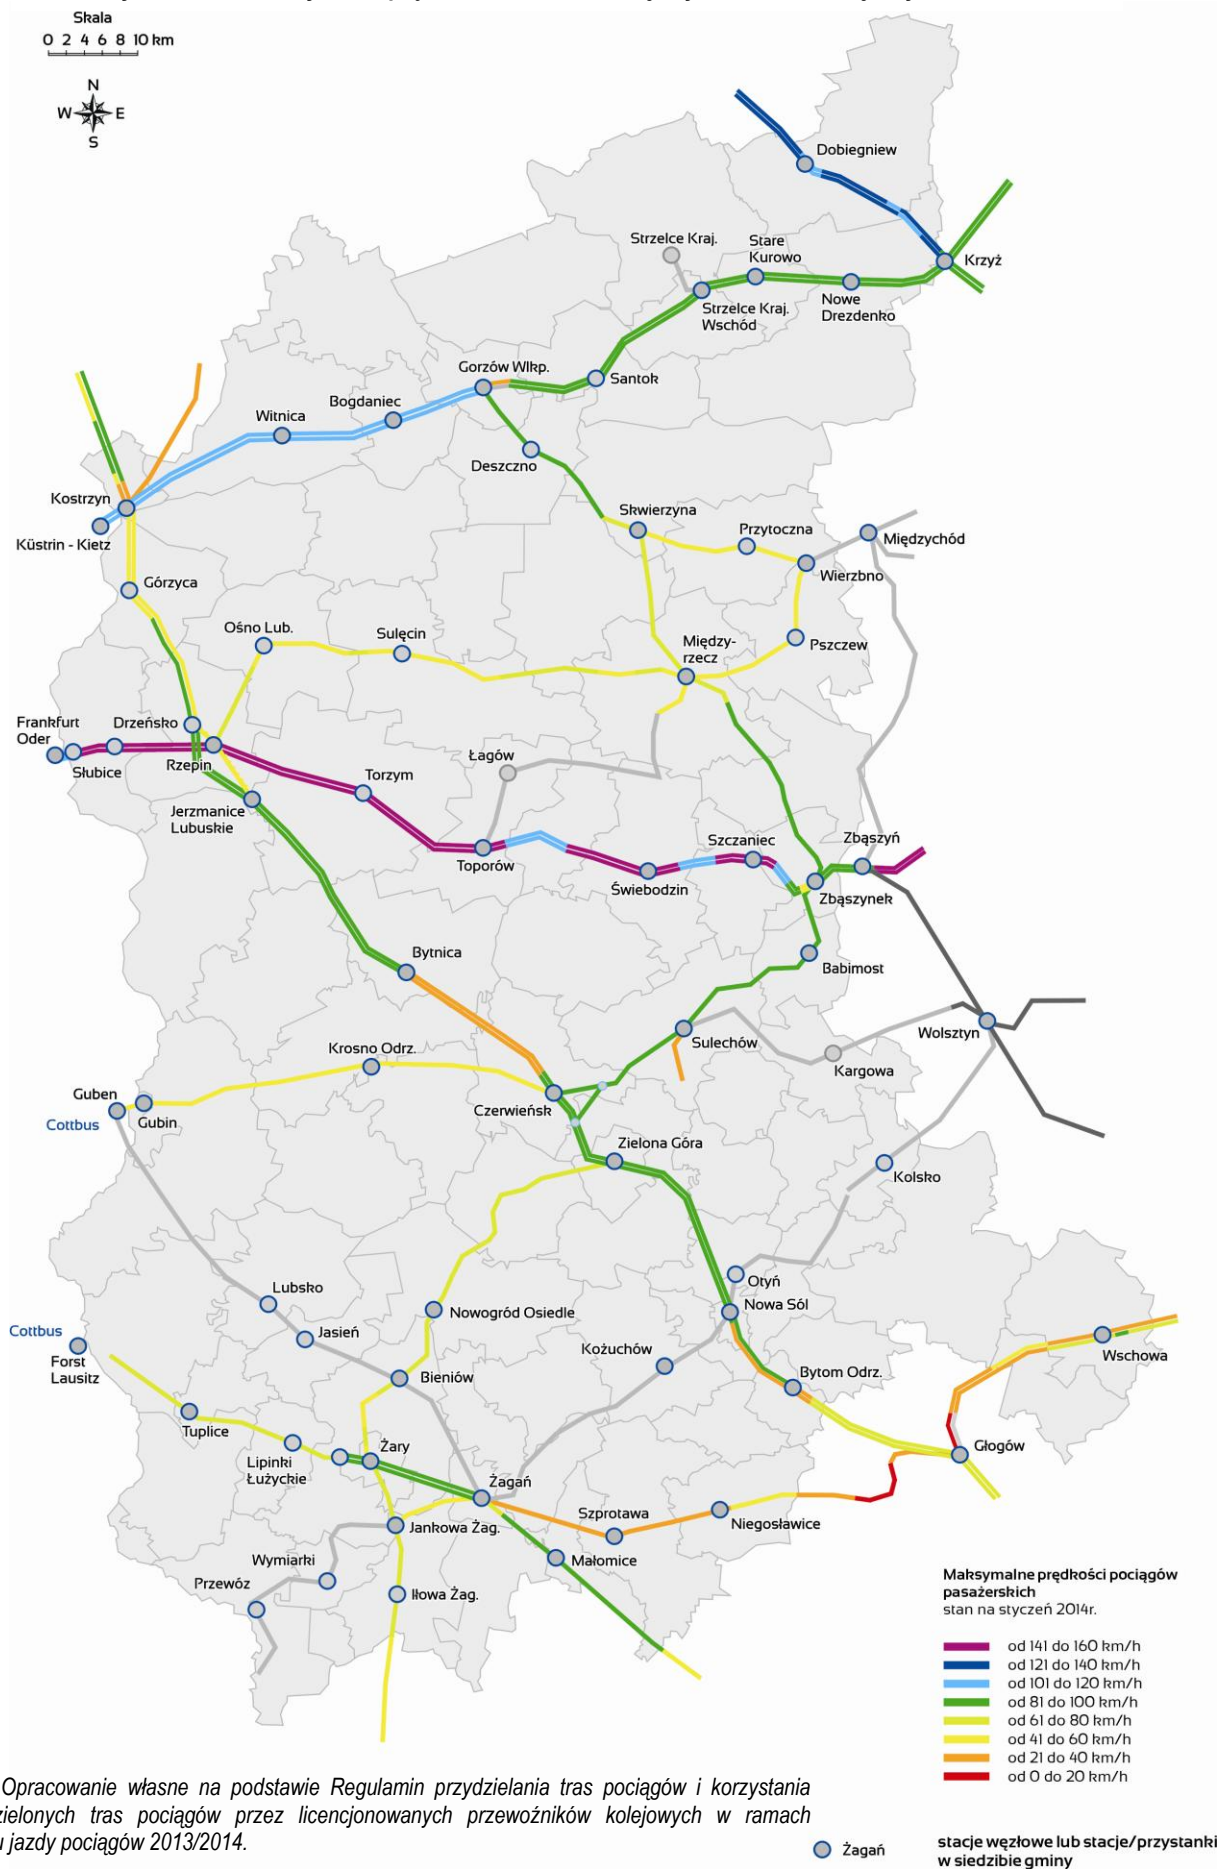 Skala
0 2 4 6 8 10 km
N
W E
S
Dobiegniew
Strzelce Kraj.
Stare
Kurowo
Krzyż
Nowe
Drezdenko
Strzelce Kraj.
Wschód
Gorzów Wlkp.
Santok
Bogdaniec
Witnica
Deszczno
Kostrzyn
Küstrin - Kietz
Skwierzyna
Przytoczna
Międzychód
Wierzbno
Górzyca
Ośno Lub.
Sulęcin
Między-
rzecz
Pszczew
Frankfurt
Oder
Drzeńsko
Słubice
Rzepin
Łagów
Torzym
Jerzmanice
Lubuskie
Toporów
Szczaniec
Zbąszyń
Świebodzin
Zbąszynek
Bytnica
Babimost
Sulechów
Wolsztyn
Krosno Odrz.
Kargowa
Guben
Cottbus
Gubin
Czerwieńsk
Zielona Góra
Kolsko
Otyń
Lubsko
Nowogród Osiedle
Nowa Sól
Cottbus
Jasień
Forst
Lausitz
Kożuchów
Wschowa
Bieniów
Bytom Odrz.
Tuplice
Żary
Głogów
Lipinki
Łużyckie
Żagań
Szprotawa
Jankowa Żag.
Niegosławice
Wymiarki
Małomice
Przewóz
Iłowa Żag.
Maksymalne prędkości pociągów
pasażerskich
stan na styczeń 2014r.
od 141 do 160 km/h
od 121 do 140 km/h
od 101 do 120 km/h
od 81 do 100 km/h
od 61 do 80 km/h
od 41 do 60 km/h
od 21 do 40 km/h
od 0 do 20 km/h
Opracowanie własne na podstawie Regulamin przydzielania tras pociągów i korzystania
zielonych tras pociągów przez licencjonowanych przewoźników kolejowych w ramach
u jazdy pociągów 2013/2014.
Żagań
stacje węzłowe lub stacje/przystanki
w siedzibie gminy